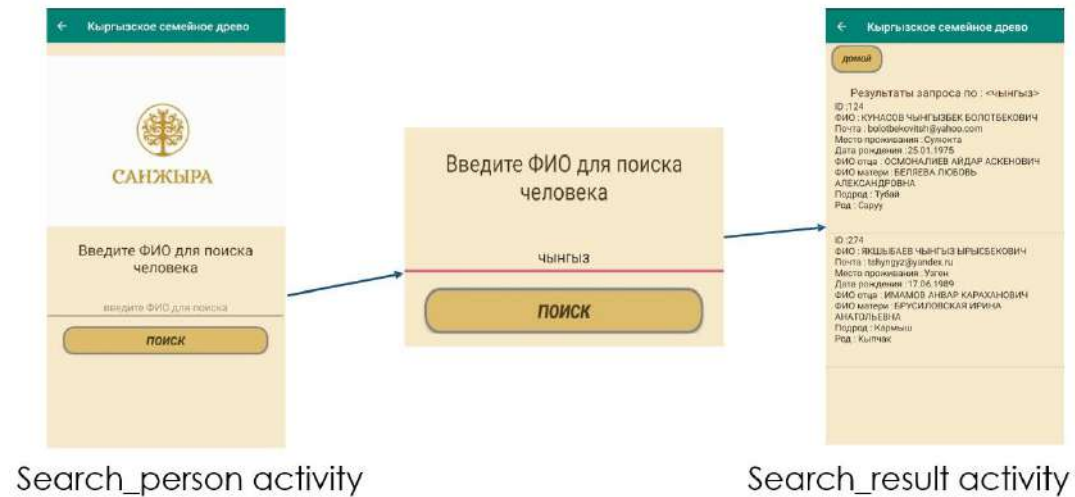 ← Кыргызское семейное древо
САНЖЫРА
Введите ФИО для поиска
человека
введите ФИО для поиска
ПОИСК
Search_person activity
Введите ФИО для поиска
человека
чынгыз
ПОИСК
← Кыргызское семейное древо
домой
Результаты запроса по : <чынгыз>
ID :124
ФИО : КУНАСОВ ЧЫНГЫЗБЕК БОЛОТБЕКОВИЧ
Почта : bolotbekovitsh@yahoo.com
Место проживания : Сулюкта
Дата рождения :25.01.1975
ФИО отца : ОСМОНАЛИЕВ АЙДАР АСКЕНОВИЧ
ФИО матери : БЕЛЯЕВА ЛЮБОВЬ
АЛЕКСАНДРОВНА
Подрод : Тубай
Род : Саруу
ID :274
ФИО : ЯКШЫБАЕВ ЧЫНГЫЗ ЫРЫСБЕКОВИЧ
Почта : tshyngyz@yandex.ru
Место проживания : Узген
Дата рождения :17.06.1989
ФИО отца : ИМАМОВ АНВАР КАРАХАНОВИЧ
ФИО матери : БРУСИЛОВСКАЯ ИРИНА
АНАТОЛЬЕВНА
Подрод : Кармыш
Род : Кыпчак
Search_result activity